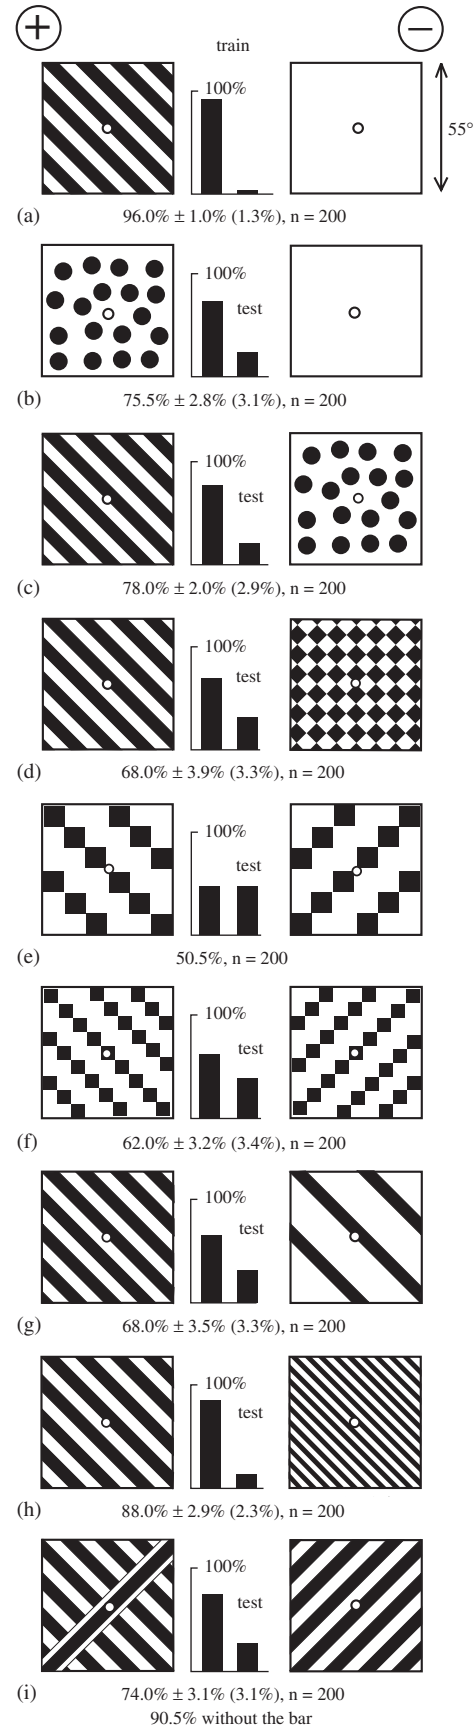 + −
train
100%
55°
(a) 96.0% ± 1.0% (1.3%), n = 200
100%
test
(b) 75.5% ± 2.8% (3.1%), n = 200
100%
test
(c) 78.0% ± 2.0% (2.9%), n = 200
100%
test
(d) 68.0% ± 3.9% (3.3%), n = 200
100%
test
(e) 50.5%, n = 200
100%
test
(f) 62.0% ± 3.2% (3.4%), n = 200
100%
test
(g) 68.0% ± 3.5% (3.3%), n = 200
100%
test
(h) 88.0% ± 2.9% (2.3%), n = 200
100%
test
(i) 74.0% ± 3.1% (3.1%), n = 200
90.5% without the bar